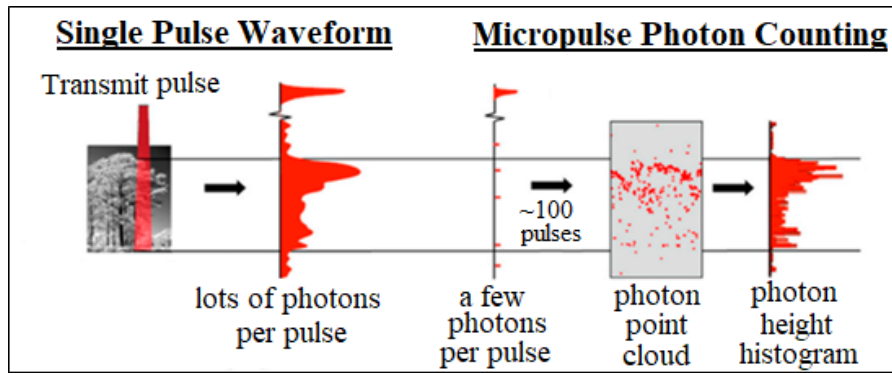 Single Pulse Waveform
Micropulse Photon Counting
Transmit pulse
~100
pulses
lots of photons
per pulse
a few
photons
per pulse
photon
point
cloud
photon
height
histogram